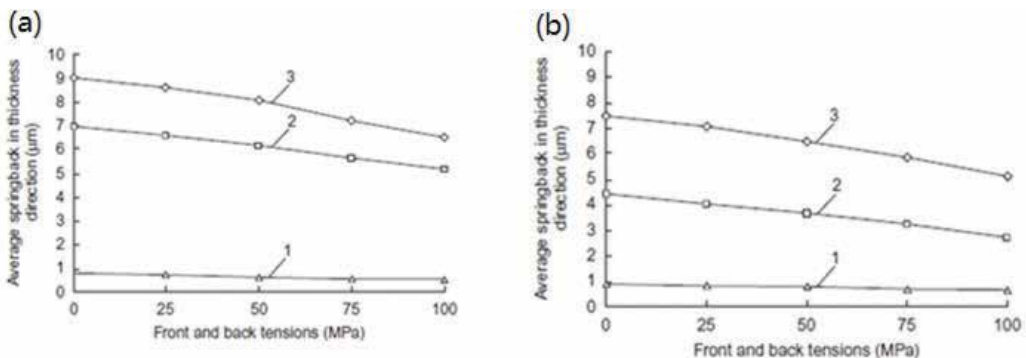 (a)
Average springback in thickness
direction (μm)
10
9
8
7
6
5
4
3
2
1
0
3
2
1
0 25 50 75 100
Front and back tensions (MPa)
(b)
Average springback in thickness
direction (μm)
10
9
8
7
6
5
4
3
2
1
0
3
2
1
0 25 50 75 100
Front and back tensions (MPa)